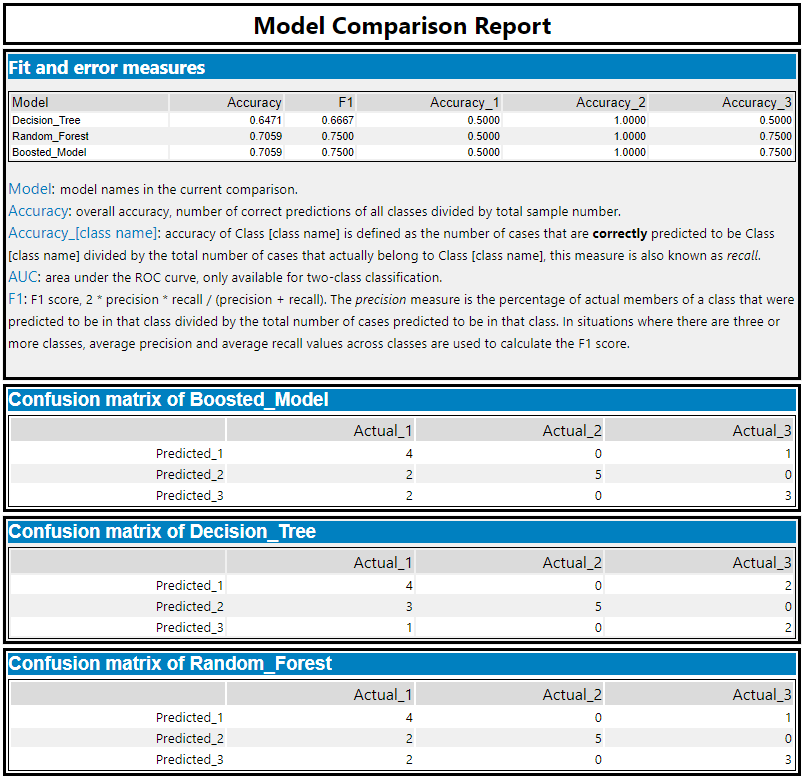 Model Comparison Report
Fit and error measures
Model Accuracy F1 Accuracy_1 Accuracy_2 Accuracy_3
Decision_Tree 0.6471 0.6667 0.5000 1.0000 0.5000
Random_Forest 0.7059 0.7500 0.5000 1.0000 0.7500
Boosted_Model 0.7059 0.7500 0.5000 1.0000 0.7500
Model: model names in the current comparison.
Accuracy: overall accuracy, number of correct predictions of all classes divided by total sample number.
Accuracy_[class name]: accuracy of Class [class name] is defined as the number of cases that are correctly predicted to be Class
[class name] divided by the total number of cases that actually belong to Class [class name], this measure is also known as recall.
AUC: area under the ROC curve, only available for two-class classification.
F1: F1 score, 2 * precision * recall / (precision + recall). The precision measure is the percentage of actual members of a class that were
predicted to be in that class divided by the total number of cases predicted to be in that class. In situations where there are three or
more classes, average precision and average recall values across classes are used to calculate the F1 score.
Confusion matrix of Boosted_Model
Actual_1 Actual_2 Actual_3
Predicted_1 4 0 1
Predicted_2 2 5 0
Predicted_3 2 0 3
Confusion matrix of Decision_Tree
Actual_1 Actual_2 Actual_3
Predicted_1 4 0 2
Predicted_2 3 5 0
Predicted_3 1 0 2
Confusion matrix of Random_Forest
Actual_1 Actual_2 Actual_3
Predicted_1 4 0 1
Predicted_2 2 5 0
Predicted_3 2 0 3